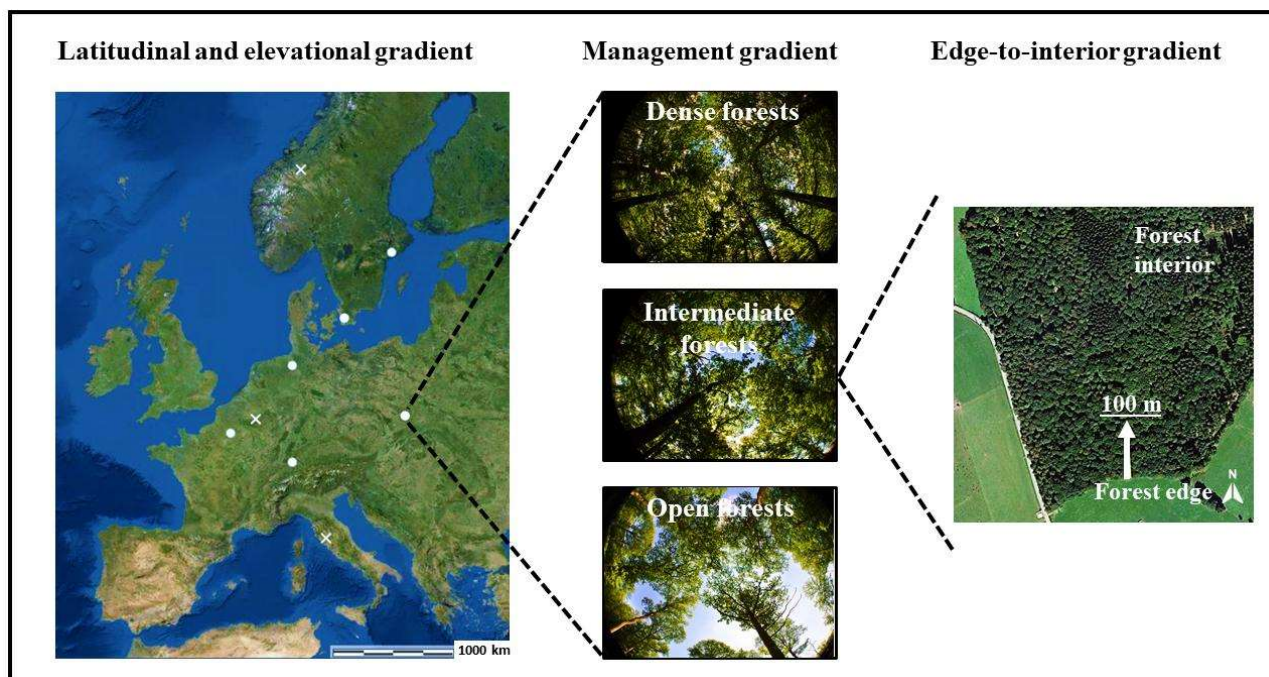 Latitudinal and elevational gradient
Management gradient
Edge-to-interior gradient
Dense forests
Intermediate
forests
Open forests
Forest
interior
100 m
Forest edge
N
1000 km